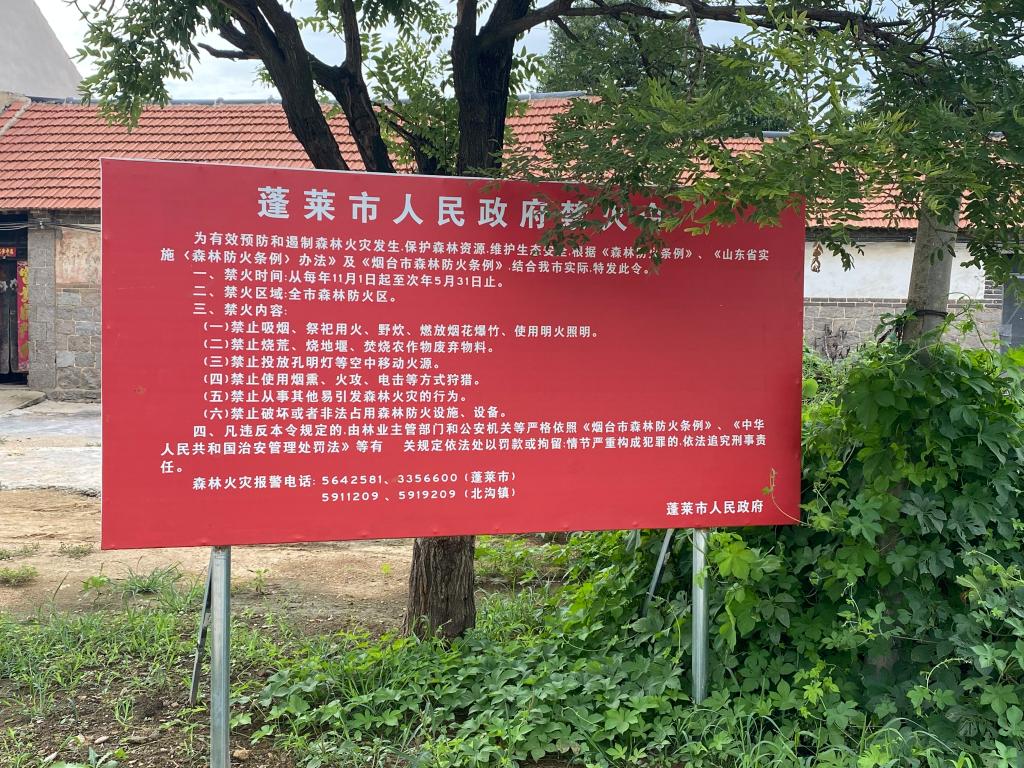 蓬莱市人民政府禁火令
为有效预防和遏制森林火灾发生,保护森林资源,维护生态安全,根据《森林防火条例》、《山东省实
施〈森林防火条例〉办法》及《烟台市森林防火条例》,结合我市实际,特发此令。
一、禁火时间:从每年11月1日起至次年5月31日止。
二、禁火区域:全市森林防火区。
三、禁火内容:
(一)禁止吸烟、祭祀用火、野炊、燃放烟花爆竹、使用明火照明。
(二)禁止烧荒、烧地堰、焚烧农作物废弃物料。
(三)禁止投放孔明灯等空中移动火源。
(四)禁止使用烟熏、火攻、电击等方式狩猎。
(五)禁止从事其他易引发森林火灾的行为。
(六)禁止破坏或者非法占用森林防火设施、设备。
四、凡违反本令规定的,由林业主管部门和公安机关等严格依照《烟台市森林防火条例》、《中华
人民共和国治安管理处罚法》等有 关规定依法处以罚款或拘留;情节严重构成犯罪的,依法追究刑事责
任。
森林火灾报警电话: 5642581、3356600(蓬莱市)
5911209 、5919209(北沟镇)
蓬莱市人民政府